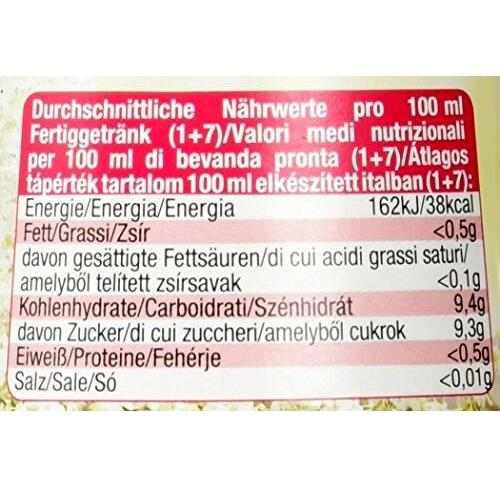 Durchschnittliche Nährwerte pro 100 ml
Fertiggetränk (1+7)/Valori medi nutrizionali
per 100 ml di bevanda pronta (1+7)/Átlagos
tápérték tartalom 100 ml elkészített italban (1+7):
Energie/Energia/Energia 162kJ/38kcal
Fett/Grassi/Zsír <0,5g
davon gesättigte Fettsäuren/di cui acidi grassi saturi/
amelyből telített zsírsavak <0,1g
Kohlenhydrate/Carboidrati/Szénhidrát 9,4g
davon Zucker/di cui zuccheri/amelyből cukrok 9,3g
Eiweiß/Proteine/Fehérje <0,5g
Salz/Sale/Só <0,01g